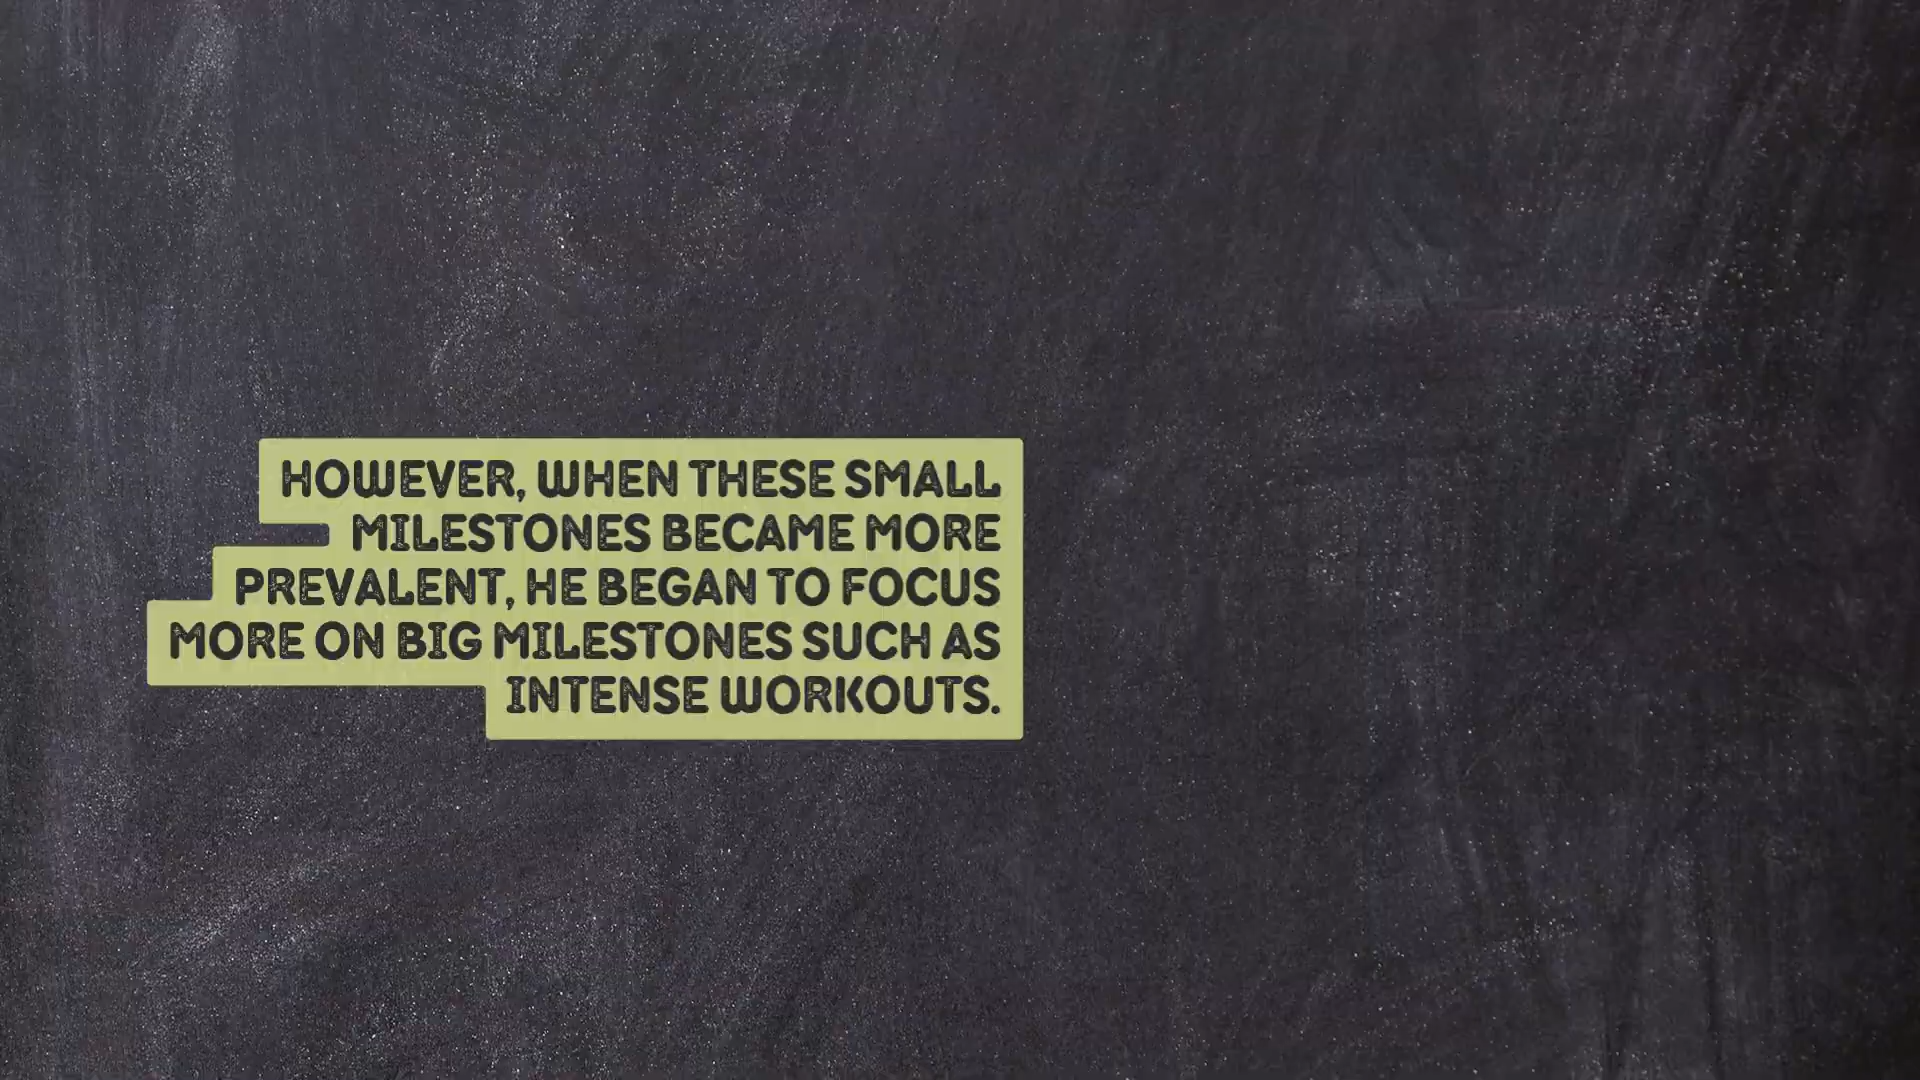 HOWEVER, WHEN THESE SMALL
MILESTONES BECAME MORE
PREVALENT, HE BEGAN TO FOCUS
MORE ON BIG MILESTONES SUCH AS
INTENSE WORKOUTS.